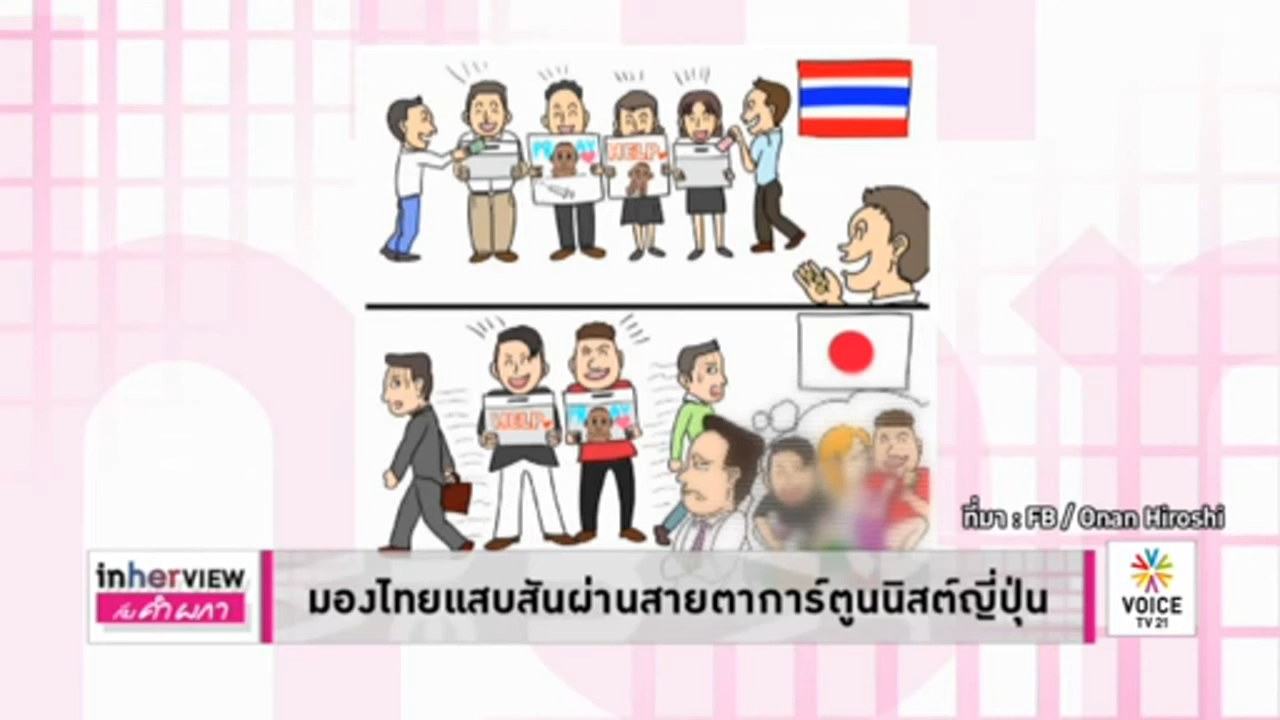 PRAY
HELP
HELP
PRAY
ที่มา : FB / Onan Hiroshi
inherVIEW
กับ คำ ผกา
มองไทยแสบสันผ่านสายตาการ์ตูนนิสต์ญี่ปุ่น
VOICE
TV 21